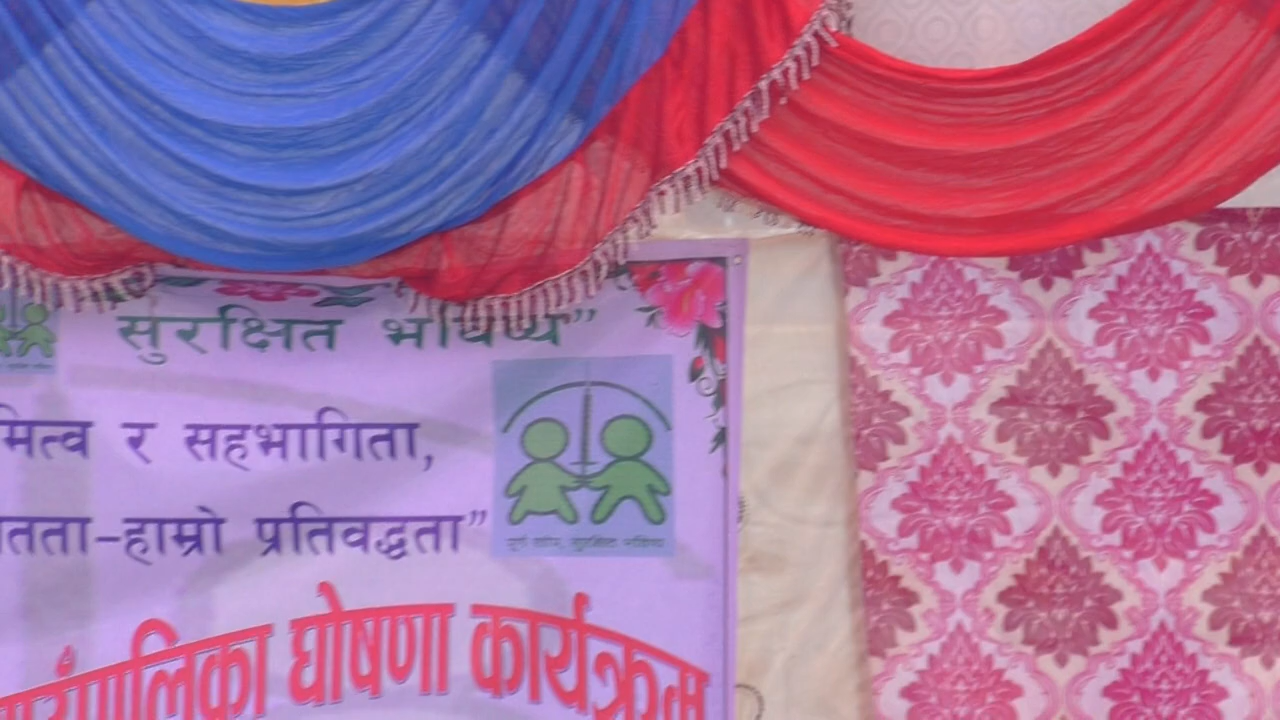 सुरक्षित भविष्य”
मित्व र सहभागिता,
तता–हाम्रो प्रतिवद्धता”
घोषणा कार्यक्रम